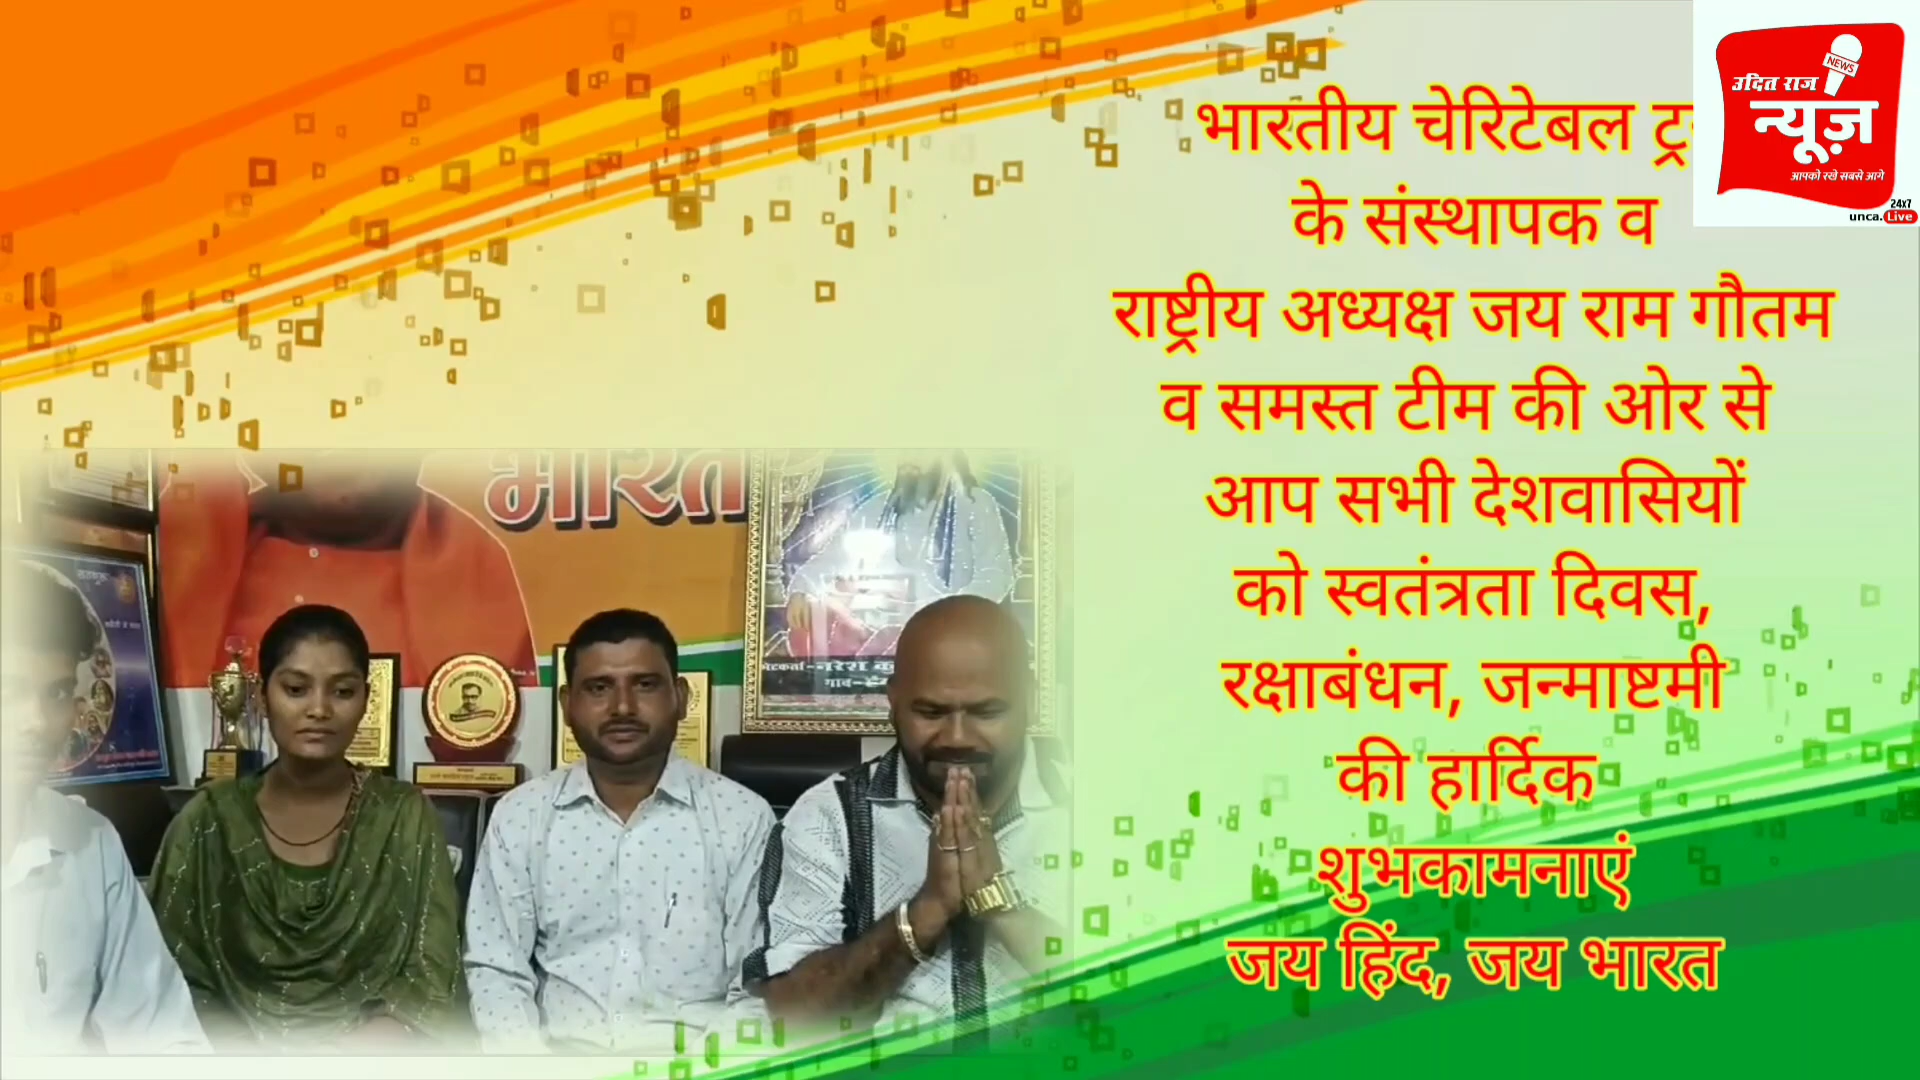 भारतीय चेरिटेबल
के संस्थापक व
राष्ट्रीय अध्यक्ष जय राम गौतम
व समस्त टीम की ओर से
आप सभी देशवासियों
को स्वतंत्रता दिवस,
रक्षाबंधन, जन्माष्टमी
की हार्दिक
शुभकामनाएं
जय हिंद, जय भारत
NEWS
उदित राज
न्यूज़
आपको रखे सबसे आगे
24x7
unca. Live
भारत